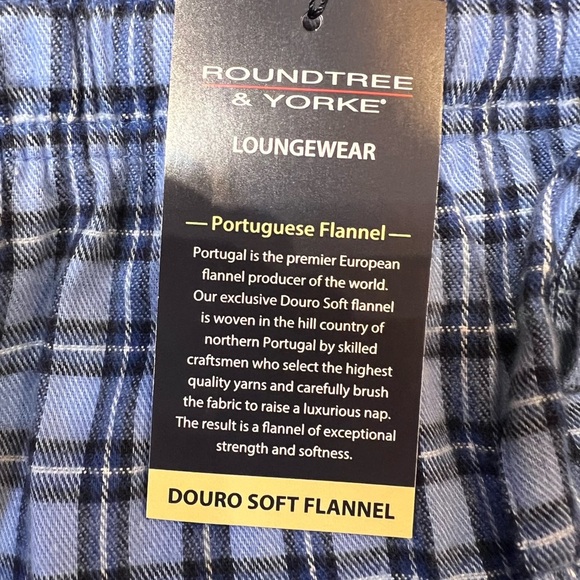 ROUNDTREE
& YORKE®
LOUNGEWEAR
— Portuguese Flannel —
Portugal is the premier European
flannel producer of the world.
Our exclusive Douro Soft flannel
is woven in the hill country of
northern Portugal by skilled
craftsmen who select the highest
quality yarns and carefully brush
the fabric to raise a luxurious nap.
The result is a flannel of exceptional
strength and softness.
DOURO SOFT FLANNEL